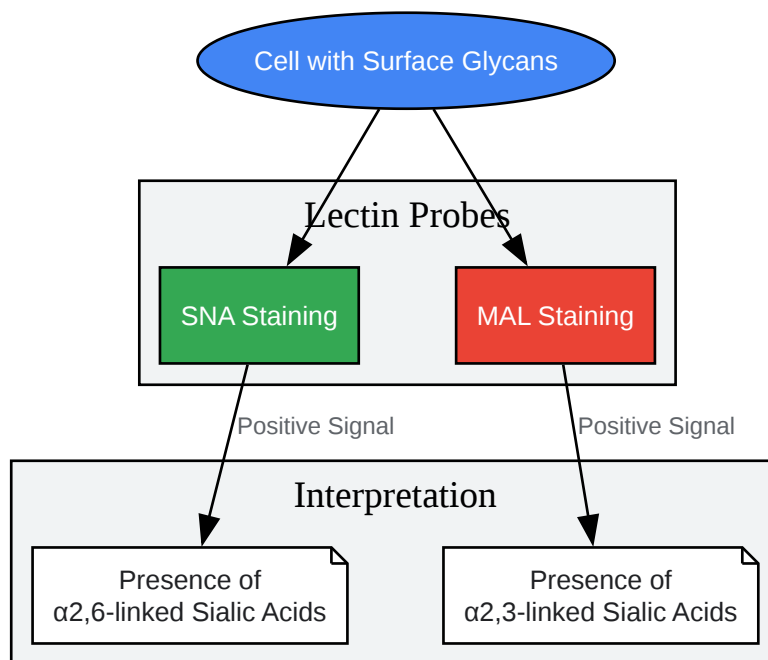 Cell with Surface Glycans
Lectin Probes
SNA Staining
MAL Staining
Positive Signal
Positive Signal
Interpretation
Presence of
α2,6-linked Sialic Acids
Presence of
α2,3-linked Sialic Acids